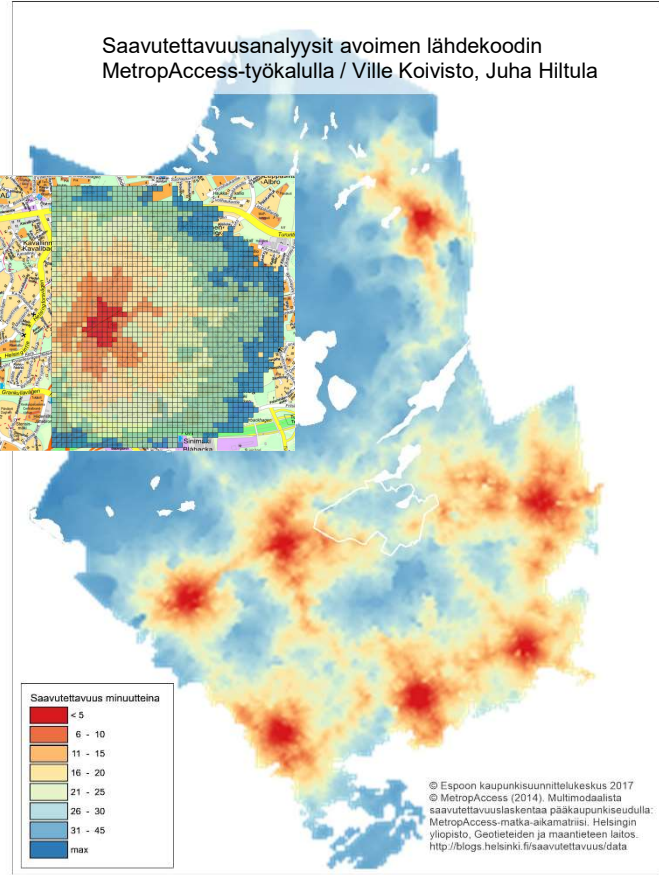 Saavutettavuusanalyysit avoimen lähdekoodin
MetropAccess-työkalulla / Ville Koivisto, Juha Hiltula
Sinimäki
Blåbacka
Saavutettavuus minuutteina
< 5
6 - 10
11 - 15
16 - 20
21 - 25
26 - 30
31 - 45
max
© Espoon kaupunkisuunnittelukeskus 2017
© MetropAccess (2014). Multimodaalista
saavutettavuuslaskentaa pääkaupunkiseudulla:
MetropAccess-matka-aikamatriisi. Helsingin
yliopisto, Geotieteiden ja maantieteen laitos.
http://blogs.helsinki.fi/saavutettavuus/data